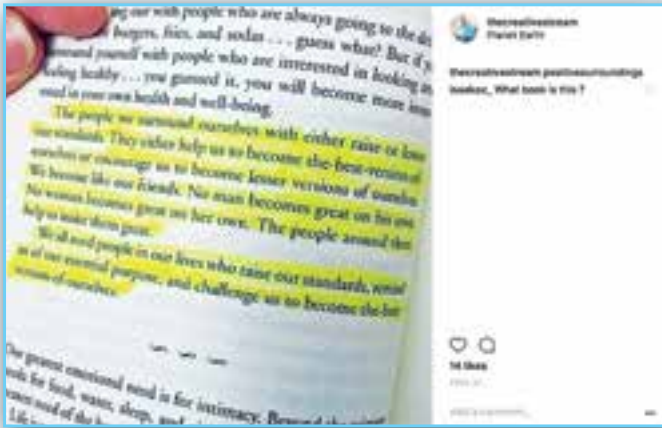 out with people who are always going to the
burgers, fries, and sodas . . . guess what? But if
surround yourself with people who are interested in looking
feeling healthy . . . you guessed it, you will become more
in your own health and well-being.
The people we surround ourselves with either raise or lower
our standards. They either help us to become the-best-version-of
ourselves or encourage us to become lesser versions of ourselves.
We become like our friends. No man becomes great on his own.
No woman becomes great on her own. The people around them
help to make them great.
We all need people in our lives who raise our standards, remind
us of our essential purpose, and challenge us to become the-best-
version-of-ourselves.
greatest emotional need is for intimacy. Beyond the
for food, water, sleep, and
need of the
Life
thecreativestream
Planet Earth
thecreativestream positivesurroundings
What book is this ?
14 likes